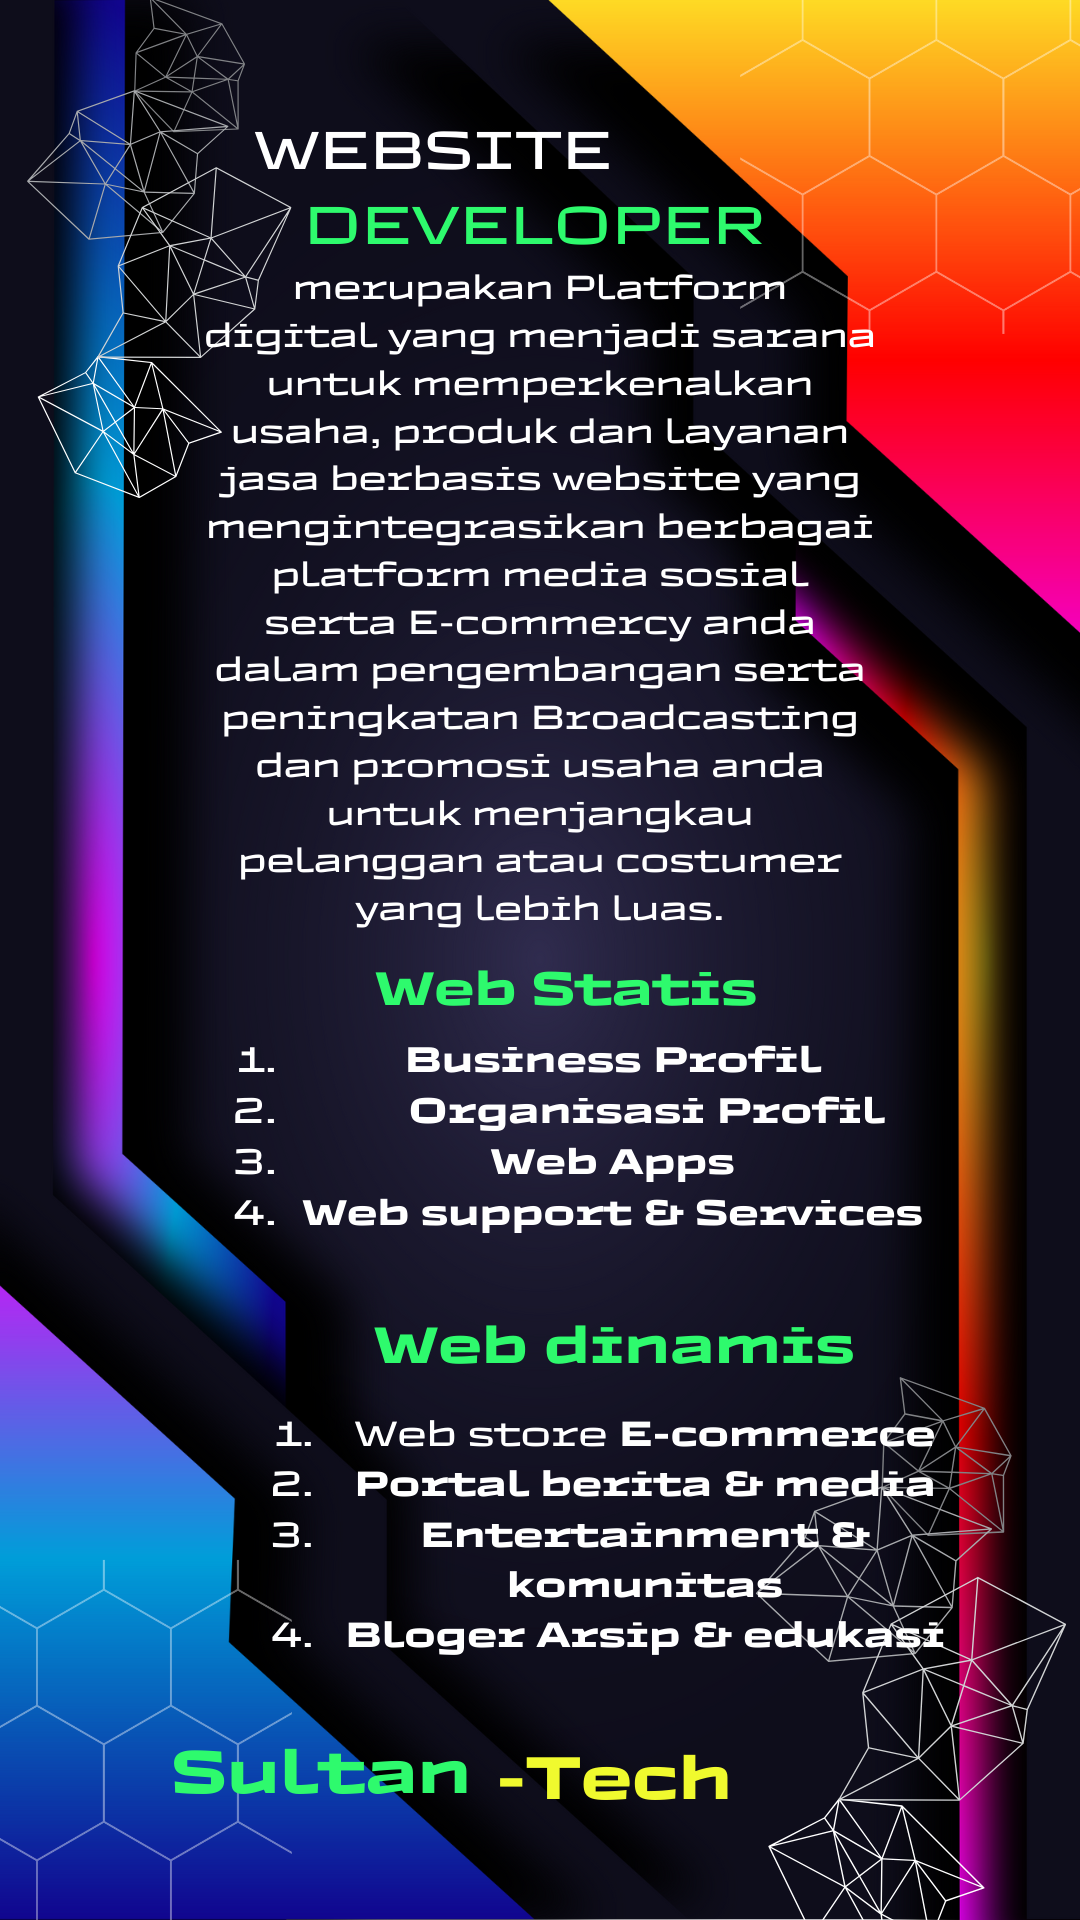 WEBSITE
DEVELOPER
merupakan Platform
digital yang menjadi sarana
untuk memperkenalkan
usaha, produk dan layanan
jasa berbasis website yang
mengintegrasikan berbagai
platform media sosial
serta E-commercy anda
dalam pengembangan serta
peningkatan Broadcasting
dan promosi usaha anda
untuk menjangkau
pelanggan atau costumer
yang lebih luas.
Web Statis
1. Business Profil
2. Organisasi Profil
3. Web Apps
4. Web support & Services
Web dinamis
1. Web store E-commerce
2. Portal berita & media
3. Entertainment &
komunitas
4. Bloger Arsip & edukasi
Sultan -Tech